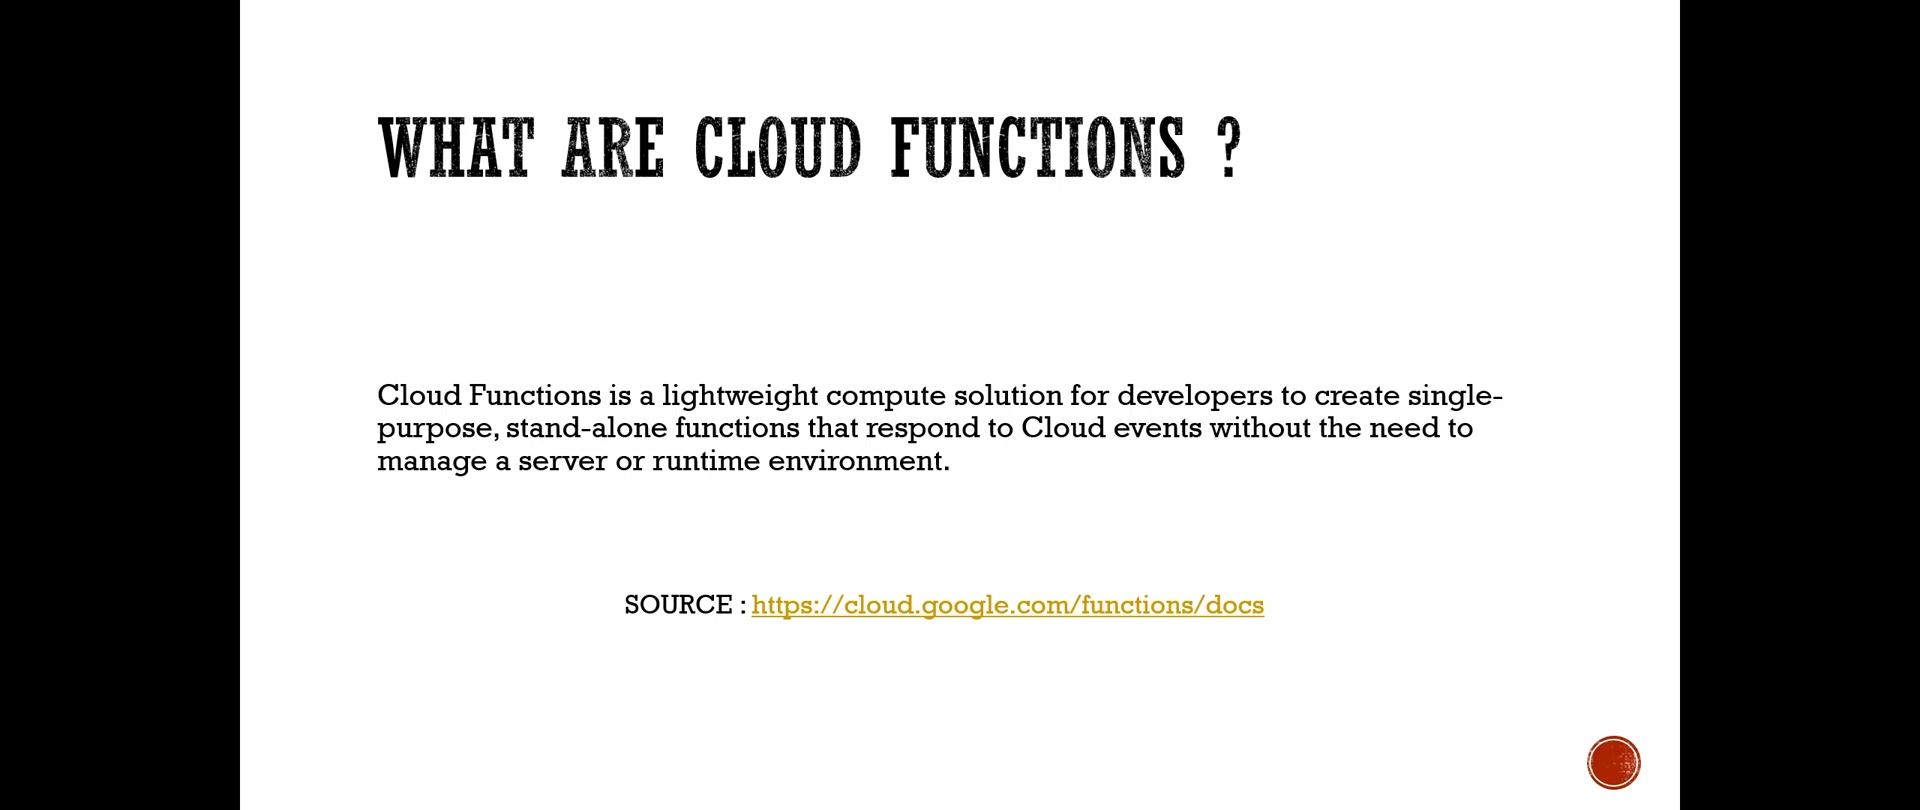 WHAT ARE CLOUD FUNCTIONS ?
Cloud Functions is a lightweight compute solution for developers to create single-
purpose, stand-alone functions that respond to Cloud events without the need to
manage a server or runtime environment.
SOURCE : https://cloud.google.com/functions/docs